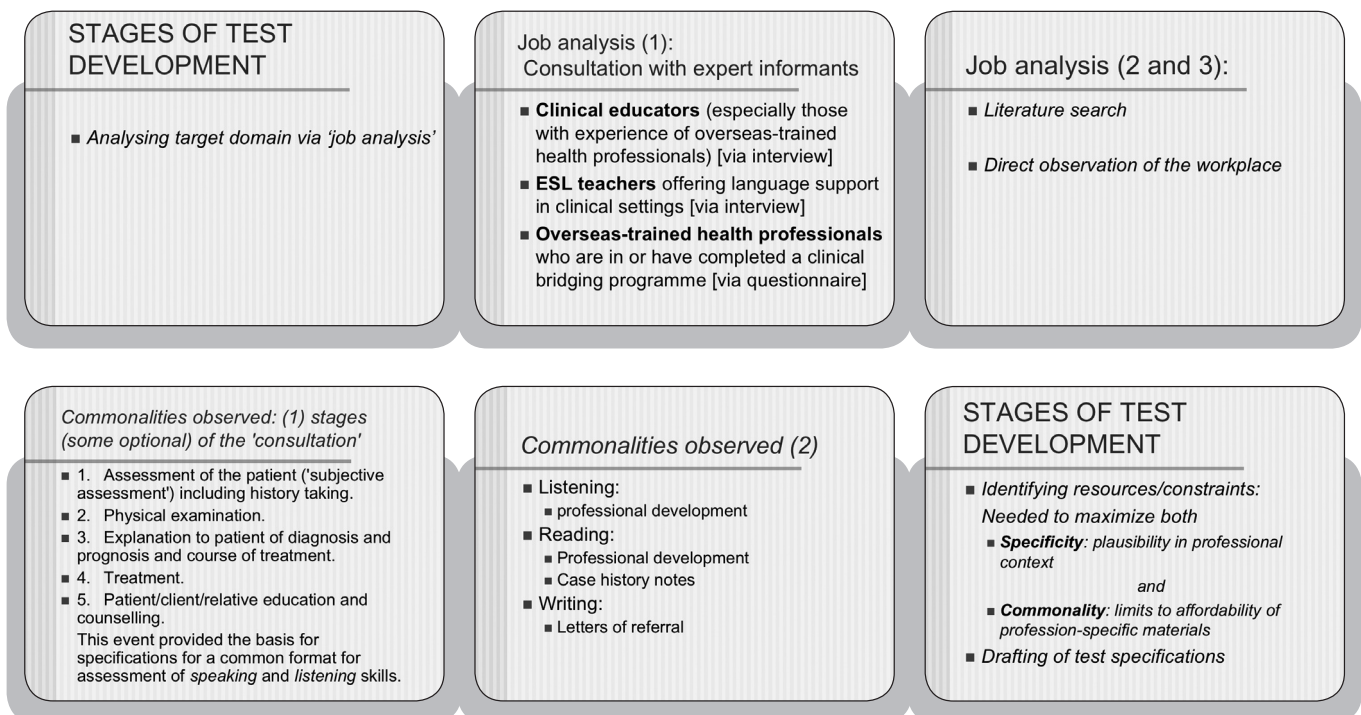 STAGES OF TEST
DEVELOPMENT
■ Analysing target domain via ‘job analysis’
Job analysis (1):
Consultation with expert informants
■ Clinical educators (especially those
with experience of overseas-trained
health professionals) [via interview]
■ ESL teachers offering language support
in clinical settings [via interview]
■ Overseas-trained health professionals
who are in or have completed a clinical
bridging programme [via questionnaire]
Job analysis (2 and 3):
■ Literature search
■ Direct observation of the workplace
Commonalities observed: (1) stages
(some optional) of the 'consultation'
■ 1. Assessment of the patient ('subjective
assessment') including history taking.
■ 2. Physical examination.
■ 3. Explanation to patient of diagnosis and
prognosis and course of treatment.
■ 4. Treatment.
■ 5. Patient/client/relative education and
counselling.
This event provided the basis for
specifications for a common format for
assessment of speaking and listening skills.
Commonalities observed (2)
■ Listening:
■ professional development
■ Reading:
■ Professional development
■ Case history notes
■ Writing:
■ Letters of referral
STAGES OF TEST
DEVELOPMENT
■ Identifying resources/constraints:
Needed to maximize both
■ Specificity: plausibility in professional
context
and
■ Commonality: limits to affordability of
profession-specific materials
■ Drafting of test specifications